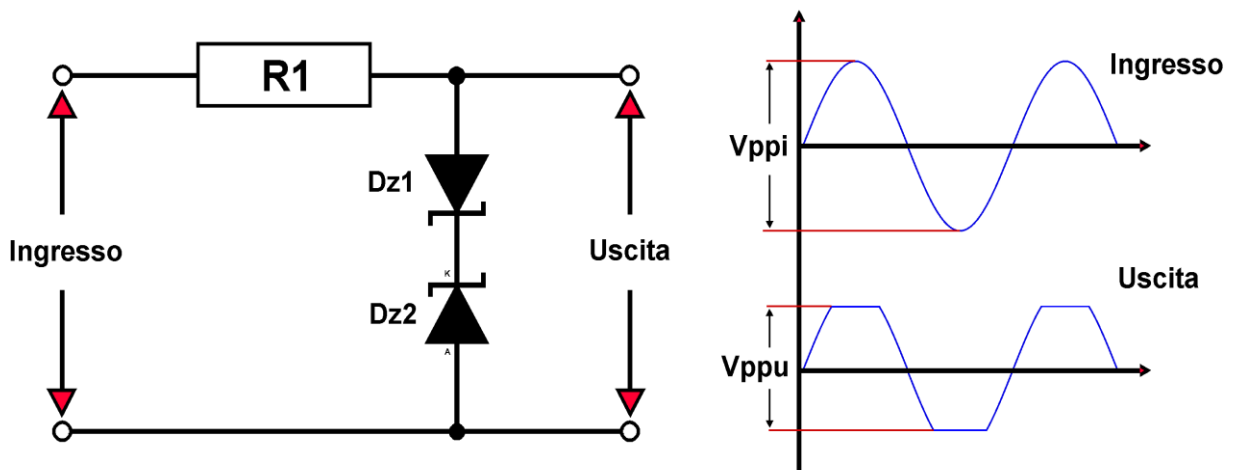 R1
Dz1
Ingresso
Uscita
K
Dz2
A
Ingresso
Vppi
Uscita
Vppu